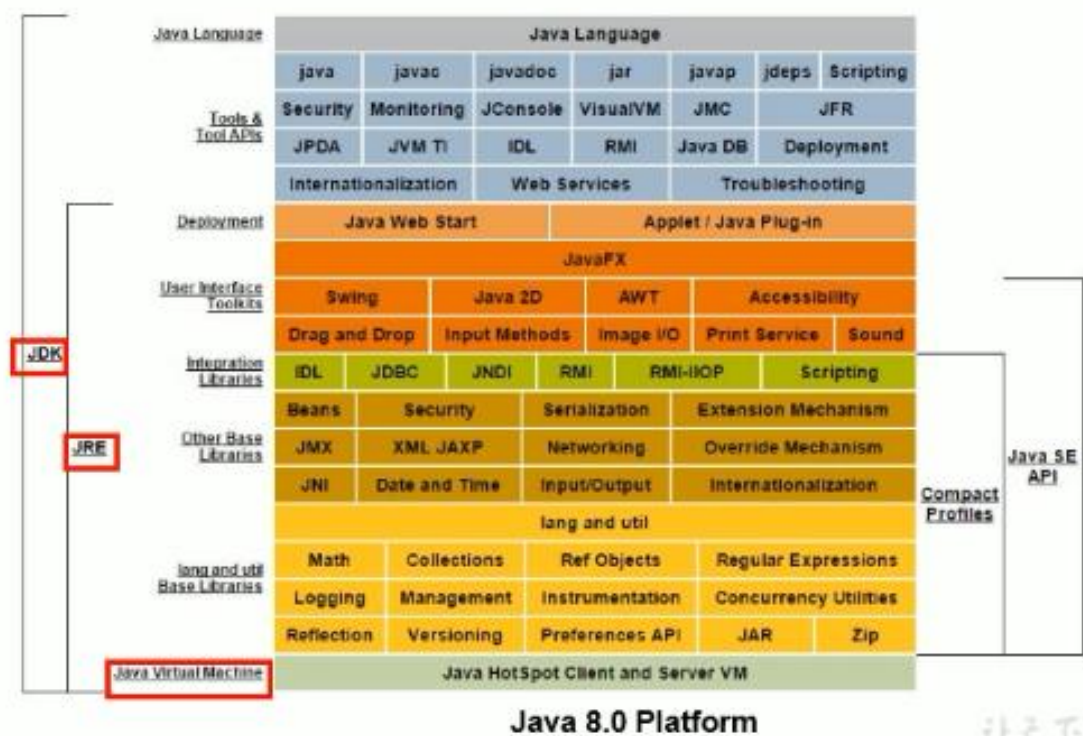 Java Language Java Language
java javac javadoc jar javap jdeps Scripting
Security Monitoring JConsole VisualVM JMC JFR
Tools &
Tool APIs
JPDA JVM TI IDL RMI Java DB Deployment
Internationalization Web Services Troubleshooting
Deployment Java Web Start Applet / Java Plug-in
JavaFX
User Interface
Toolkits
Swing Java 2D AWT Accessibility
Drag and Drop Input Methods Image I/O Print Service Sound
JDK
Integration
Libraries
IDL JDBC JNDI RMI RMI-IIOP Scripting
Beans Security Serialization Extension Mechanism
JRE
Other Base
Libraries
JMX XML JAXP Networking Override Mechanism
Java SE
API
JNI Date and Time Input/Output Internationalization
Compact
Profiles
lang and util
lang and util
Base Libraries
Math Collections Ref Objects Regular Expressions
Logging Management Instrumentation Concurrency Utilities
Reflection Versioning Preferences API JAR Zip
Java Virtual Machine Java HotSpot Client and Server VM
Java 8.0 Platform